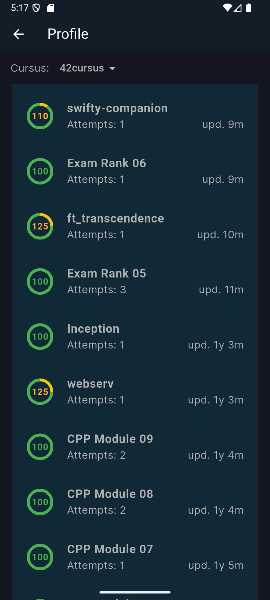 5:17
Profile
Cursus: 42cursus
110 swifty-companion
Attempts: 1 upd. 9m
100 Exam Rank 06
Attempts: 1 upd. 9m
125 ft_transcendence
Attempts: 1 upd. 10m
100 Exam Rank 05
Attempts: 3 upd. 11m
100 Inception
Attempts: 1 upd. 1y 3m
125 webserv
Attempts: 1 upd. 1y 3m
100 CPP Module 09
Attempts: 2 upd. 1y 4m
100 CPP Module 08
Attempts: 2 upd. 1y 4m
100 CPP Module 07
Attempts: 1 upd. 1y 5m